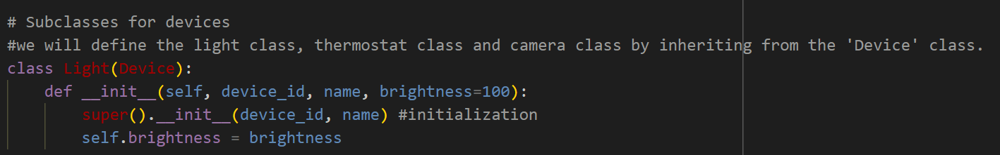 # Subclasses for devices
#we will define the light class, thermostat class and camera class by inheriting from the 'Device' class.
class Light(Device):
    def __init__(self, device_id, name, brightness=100):
        super().__init__(device_id, name) #initialization
        self.brightness = brightness